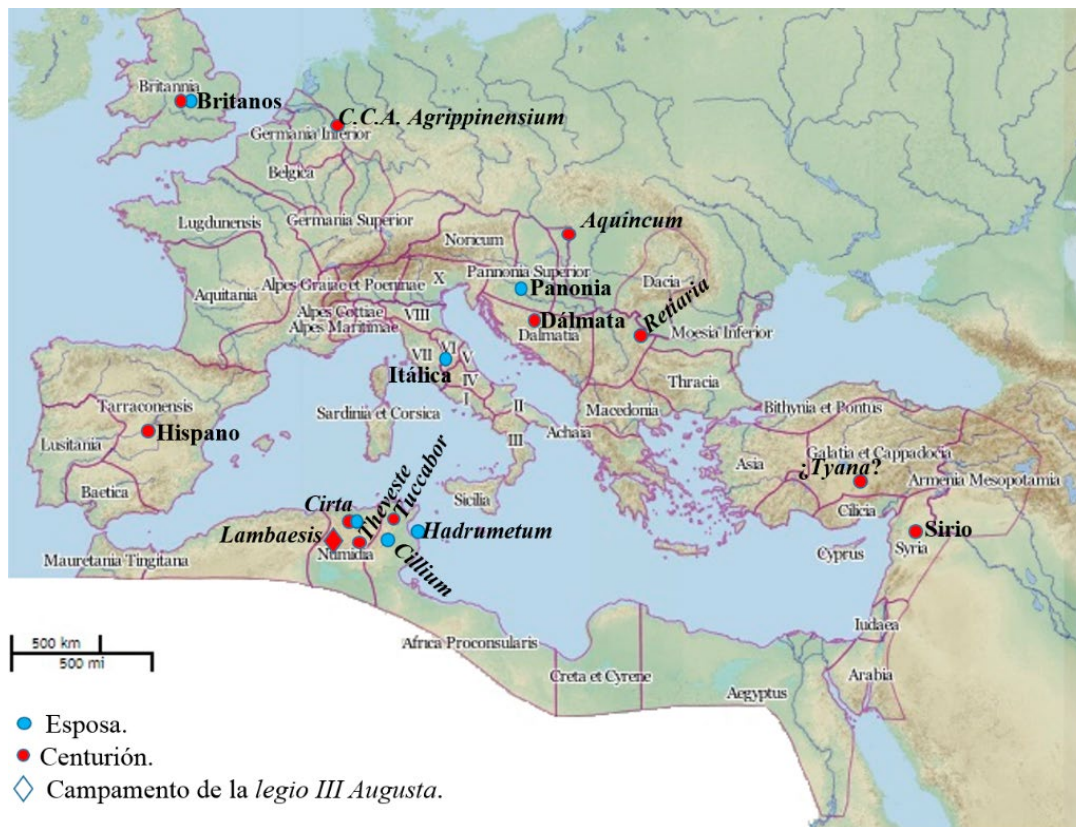 Britannia
Britanos
C.C.A. Agrippinensium
Germania Inferior
Belgica
Lugdunensis
Germania Superior
Aquincum
Noricum
Pannonia Superior
Dacia
Aquitania
Alpes Graiae et Poeninae
X
Panonia
Retiaria
Alpes Cottiae
VIII
Alpes Maritimae
Dálmata
Dalmatia
Moesia Inferior
VII
VI
V
Itálica
IV
I
Thracia
Tarraconensis
Sardinia et Corsica
II
Macedonia
Bithynia et Pontus
Lusitania
Hispano
III
Achaia
Asia
Galatia et Cappadocia
¿Tyana?
Armenia Mesopotamia
Baetica
Sicilia
Cilicia
Cirta
Theveste
Tuccabor
Lambaesis
Hadrumetum
Sirio
Numidia
Cyprus
Syria
Mauretania Tingitana
Cillium
Iudaea
500 km
500 mi
Africa Proconsularis
Creta et Cyrene
Arabia
Aegyptus
Esposa.
Centurión.
Campamento de la legio III Augusta.